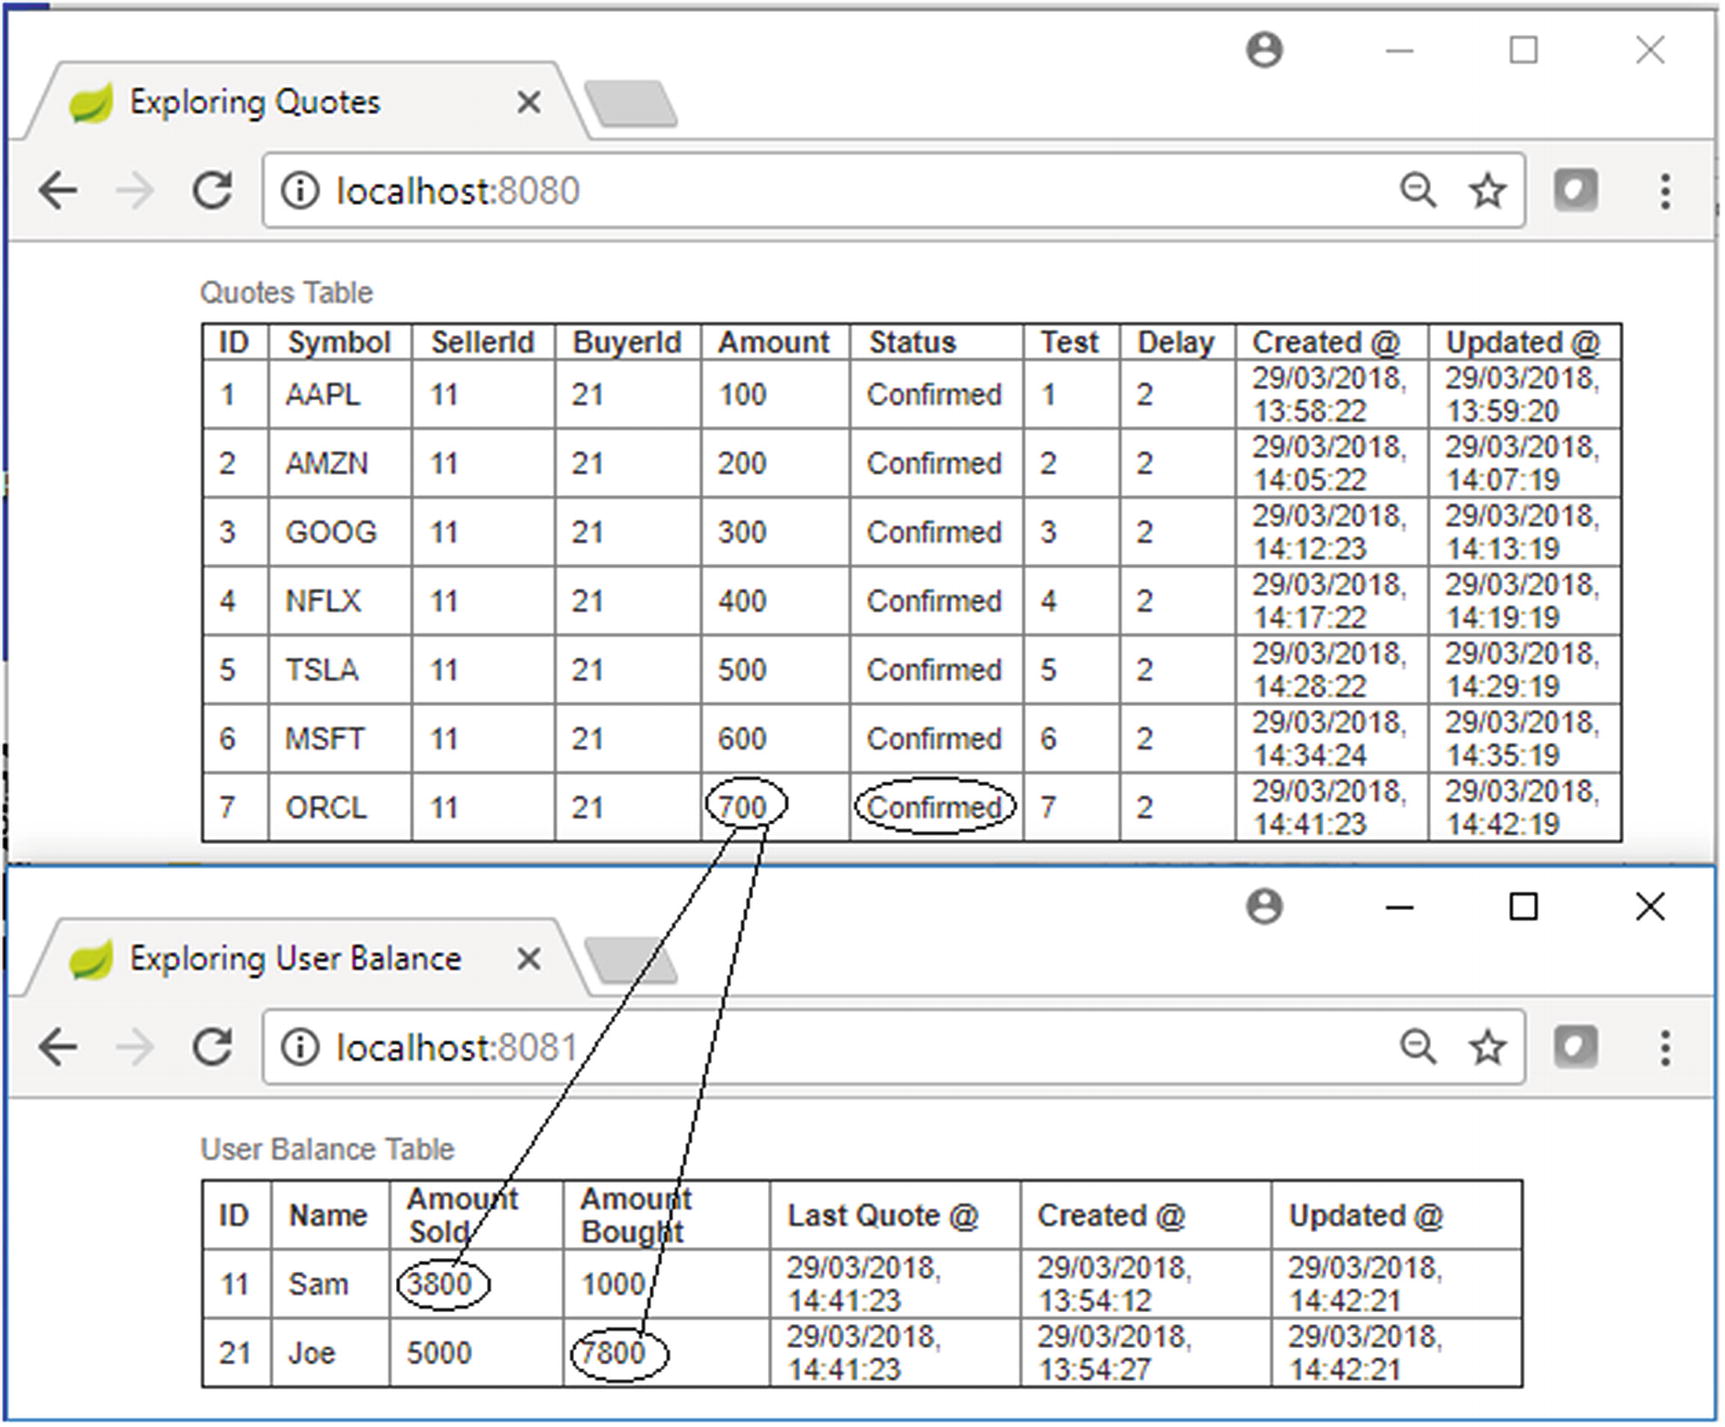 Exploring Quotes
localhost:8080
Quotes Table
ID Symbol SellerId BuyerId Amount Status Test Delay Created @ Updated @
1 AAPL 11 21 100 Confirmed 1 2 29/03/2018, 13:58:22 29/03/2018, 13:59:20
2 AMZN 11 21 200 Confirmed 2 2 29/03/2018, 14:05:22 29/03/2018, 14:07:19
3 GOOG 11 21 300 Confirmed 3 2 29/03/2018, 14:12:23 29/03/2018, 14:13:19
4 NFLX 11 21 400 Confirmed 4 2 29/03/2018, 14:17:22 29/03/2018, 14:19:19
5 TSLA 11 21 500 Confirmed 5 2 29/03/2018, 14:28:22 29/03/2018, 14:29:19
6 MSFT 11 21 600 Confirmed 6 2 29/03/2018, 14:34:24 29/03/2018, 14:35:19
7 ORCL 11 21 700 Confirmed 7 2 29/03/2018, 14:41:23 29/03/2018, 14:42:19
Exploring User Balance
localhost:8081
User Balance Table
ID Name Amount Sold Amount Bought Last Quote @ Created @ Updated @
11 Sam 3800 1000 29/03/2018, 14:41:23 29/03/2018, 13:54:12 29/03/2018, 14:42:21
21 Joe 5000 7800 29/03/2018, 14:41:23 29/03/2018, 13:54:27 29/03/2018, 14:42:21